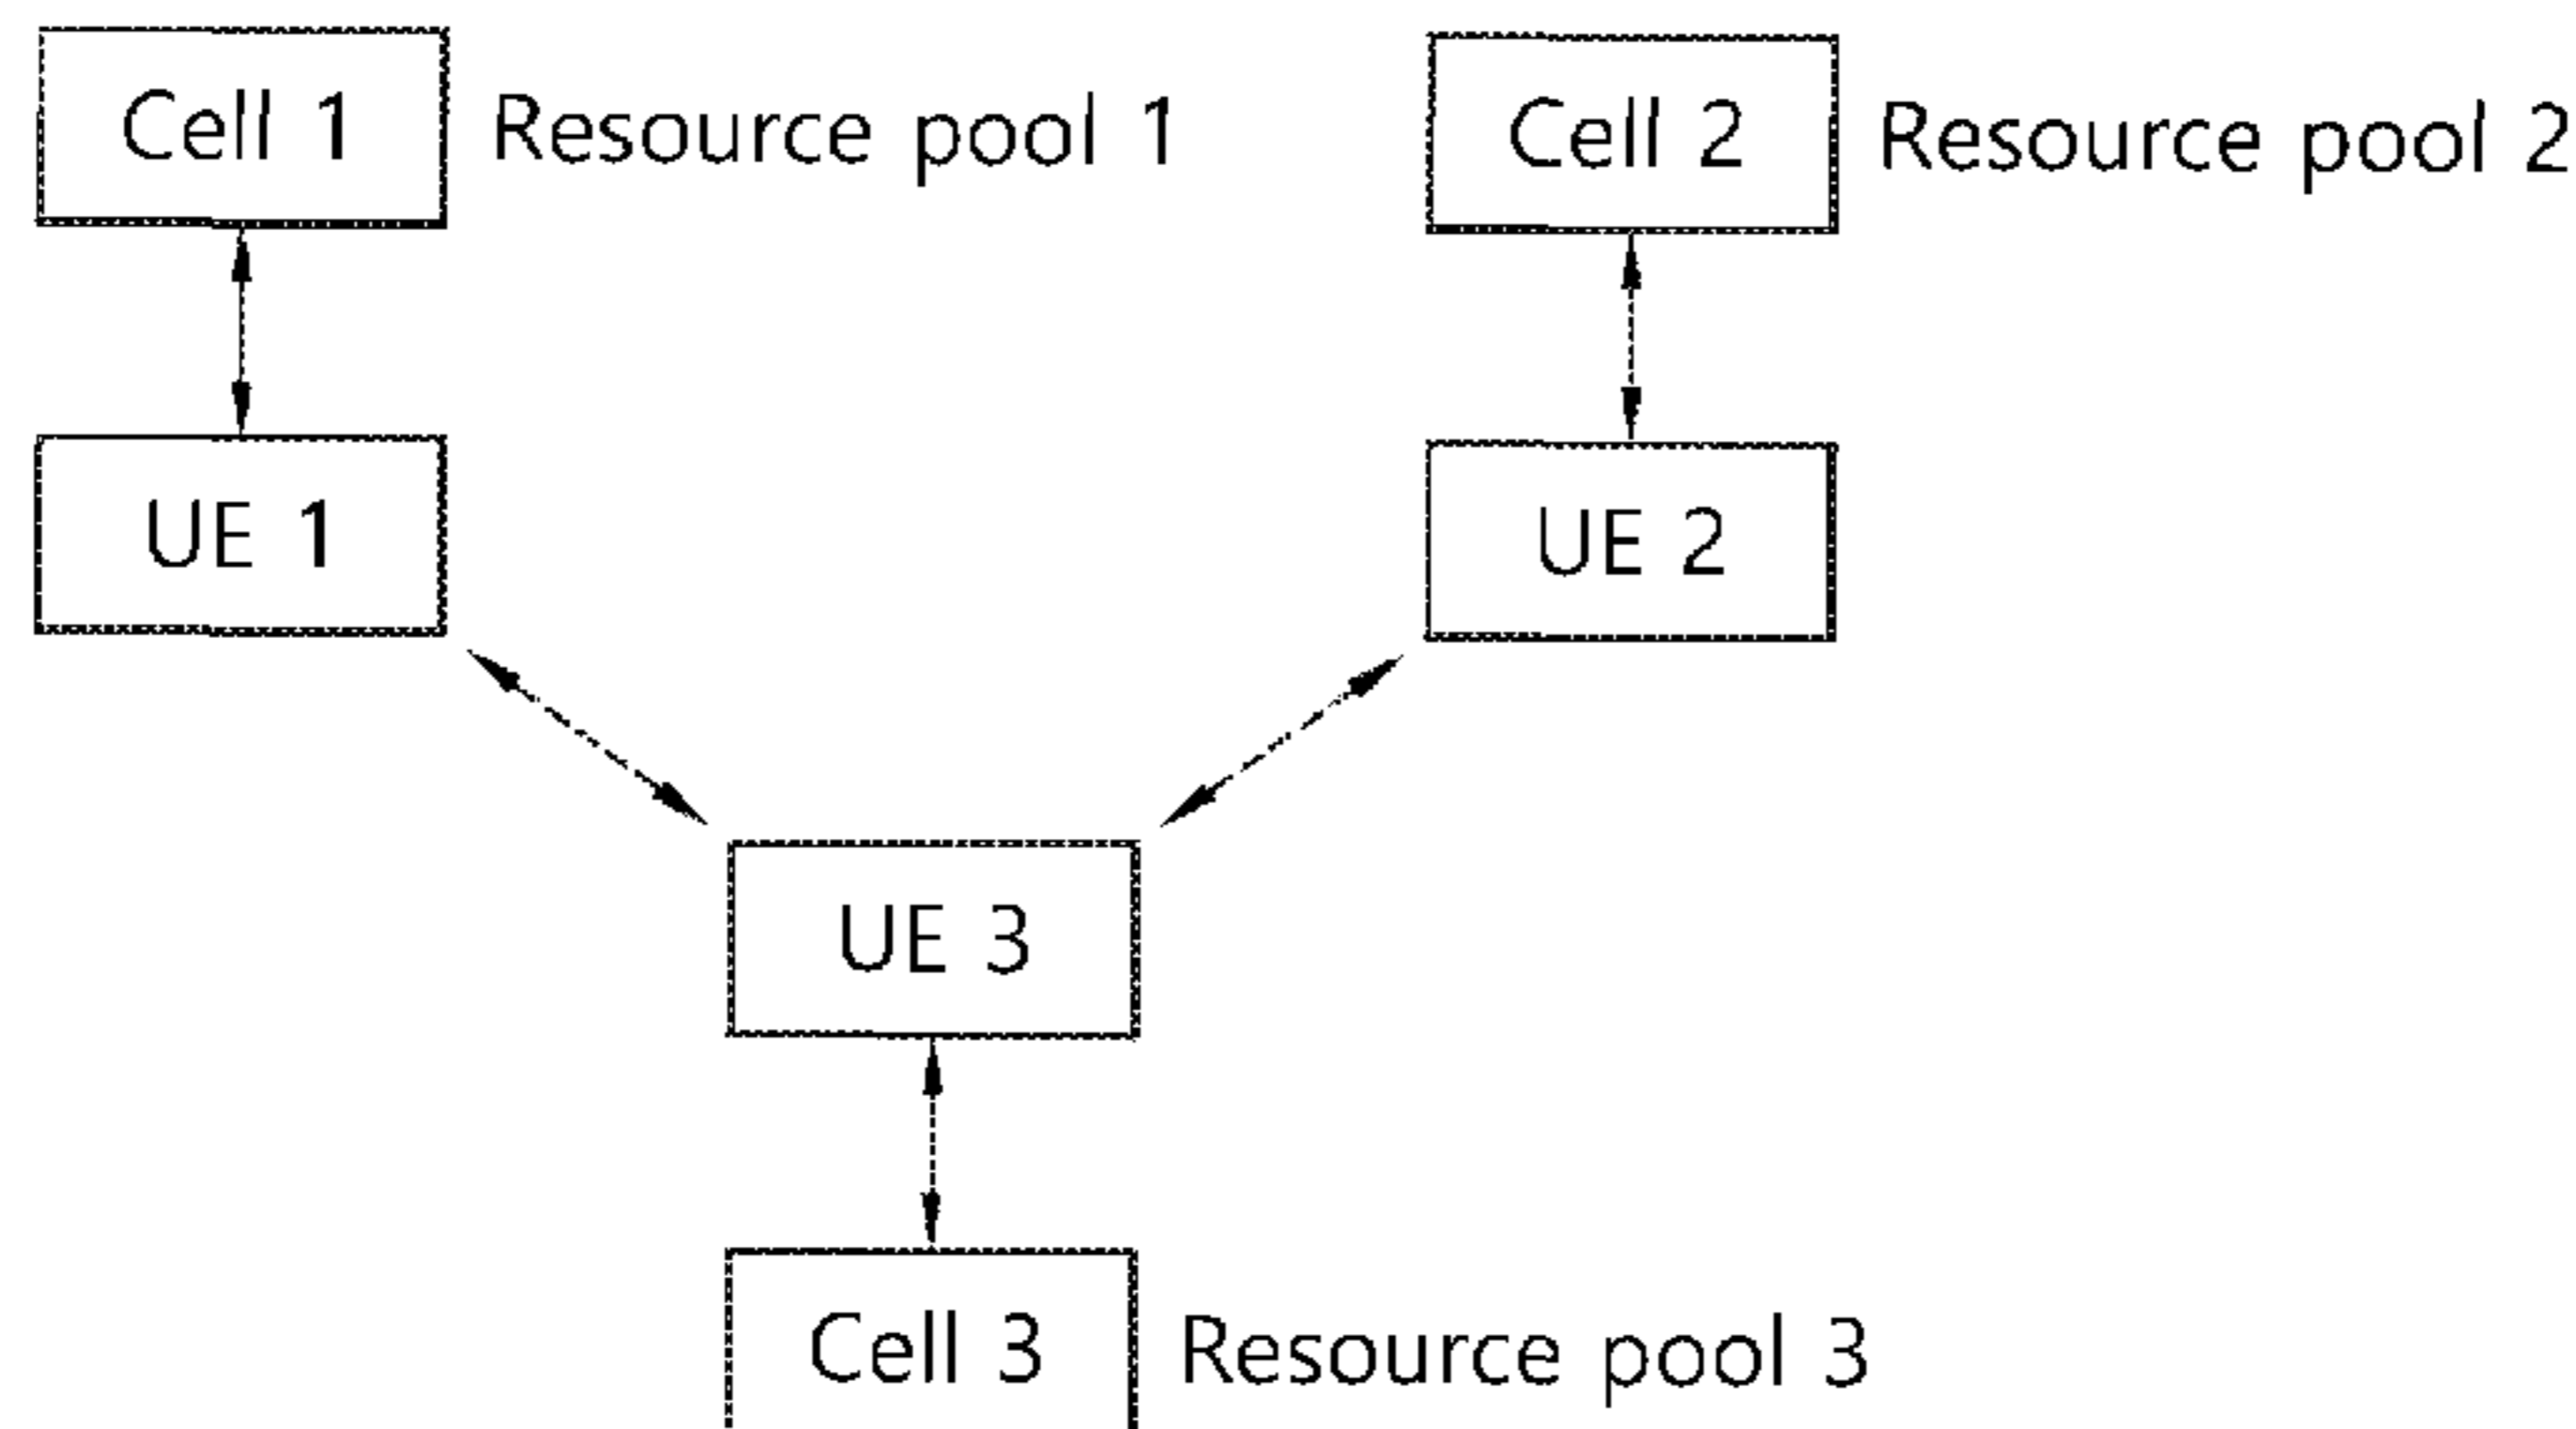 Cell 1 Resource pool 1
Cell 2 Resource pool 2
UE 1
UE 2
UE 3
Cell 3 Resource pool 3